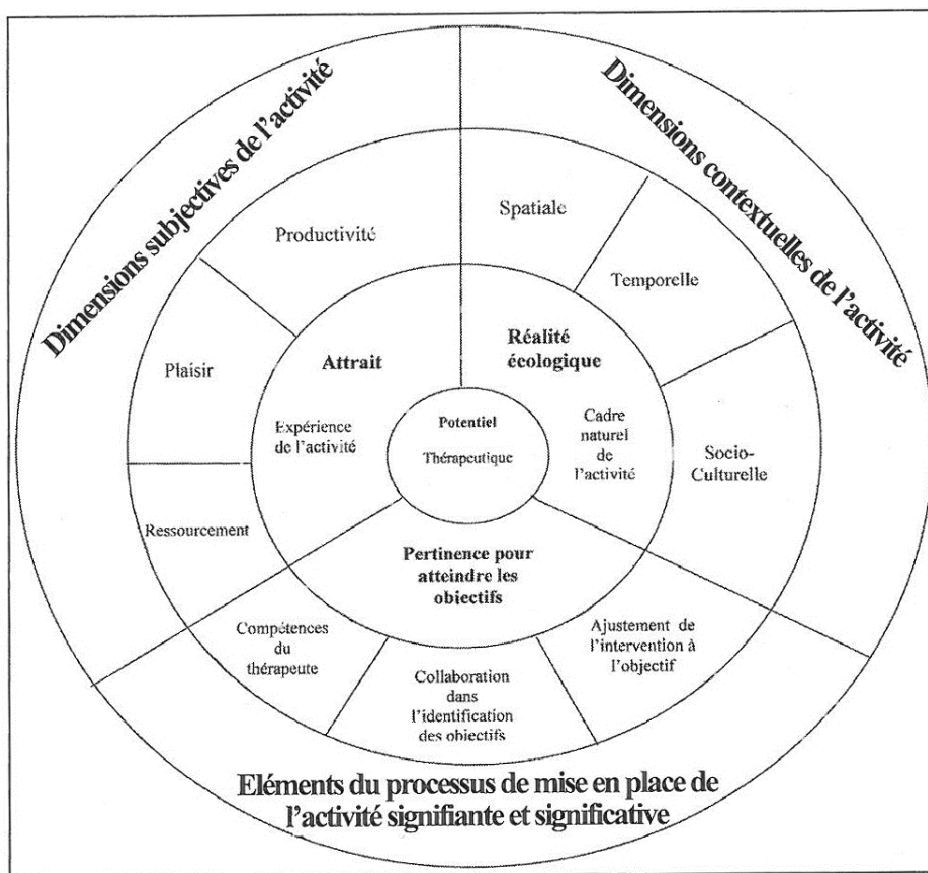 Dimensions subjectives de l'activité
Dimensions contextuelles de l'activité
Productivité
Spatiale
Temporelle
Plaisir
Attrait
Réalité
écologique
Expérience
de l'activité
Potentiel
Thérapeutique
Cadre
naturel
de
l'activité
Socio-
Culturelle
Ressourcement
Pertinence pour
atteindre les
objectifs
Compétences
du
thérapeute
Collaboration
dans
l'identification
des objectifs
Ajustement de
l'intervention à
l'objectif
Eléments du processus de mise en place de
l'activité signifiante et significative